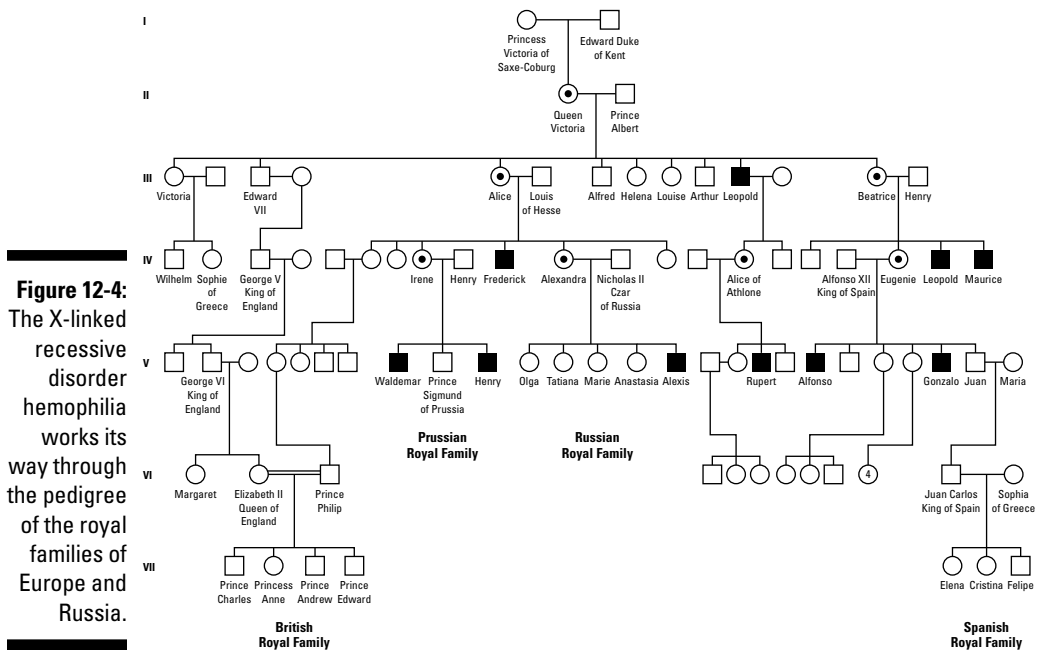 Figure 12-4:
The X-linked
recessive
disorder
hemophilia
works its
way through
the pedigree
of the royal
families of
Europe and
Russia.
I
Princess
Victoria of
Saxe-Coburg
Edward Duke
of Kent
II
Queen
Victoria
Prince
Albert
III
Victoria
Edward
VII
Alice
Louis
of Hesse
Alfred
Helena
Louise
Arthur
Leopold
Beatrice
Henry
IV
Wilhelm
Sophie
of
Greece
George V
King of
England
Irene
Henry
Frederick
Alexandra
Nicholas II
Czar
of Russia
Alice of
Athlone
Alfonso XII
King of Spain
Eugenie
Leopold
Maurice
V
George VI
King of
England
Waldemar
Prince
Sigmund
of Prussia
Henry
Olga
Tatiana
Marie
Anastasia
Alexis
Rupert
Alfonso
Gonzalo
Juan
Maria
Prussian
Royal Family
Russian
Royal Family
VI
Margaret
Elizabeth II
Queen of
England
Prince
Philip
4
Juan Carlos
King of Spain
Sophia
of Greece
VII
Prince
Charles
Princess
Anne
Prince
Andrew
Prince
Edward
Elena
Cristina
Felipe
British
Royal Family
Spanish
Royal Family